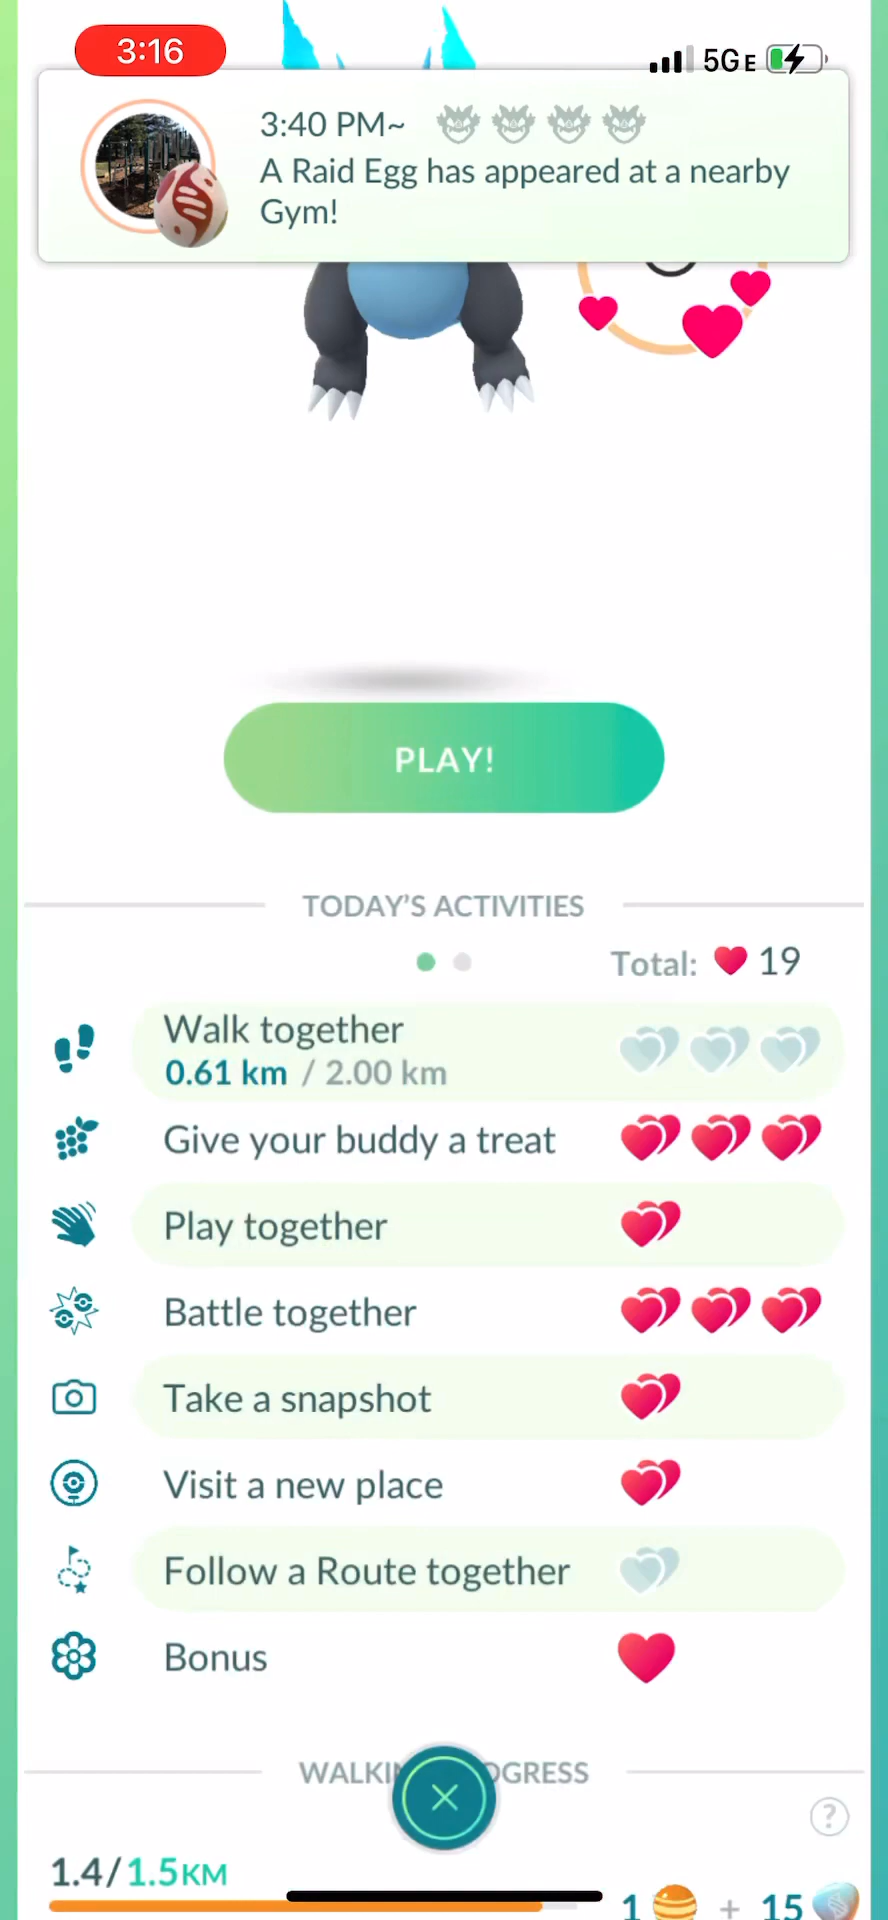 3:16
5GE
3:40 PM~
A Raid Egg has appeared at a nearby
Gym!
PLAY!
TODAY'S ACTIVITIES
Total: 19
Walk together
0.61 km / 2.00 km
Give your buddy a treat
Play together
Battle together
Take a snapshot
Visit a new place
Follow a Route together
Bonus
WALKI OGRESS
?
1.4/1.5KM
1 + 15